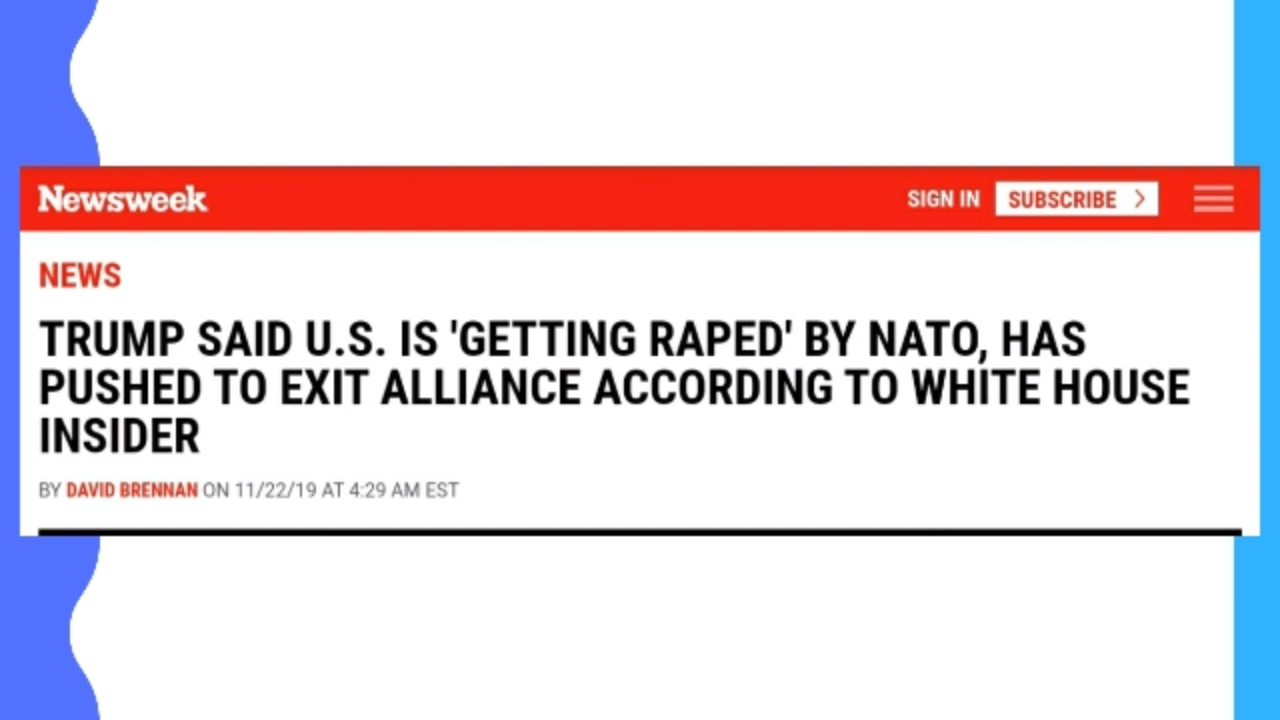 Newsweek
SIGN IN
SUBSCRIBE
NEWS
TRUMP SAID U.S. IS 'GETTING RAPED' BY NATO, HAS
PUSHED TO EXIT ALLIANCE ACCORDING TO WHITE HOUSE
INSIDER
BY DAVID BRENNAN ON 11/22/19 AT 4:29 AM EST